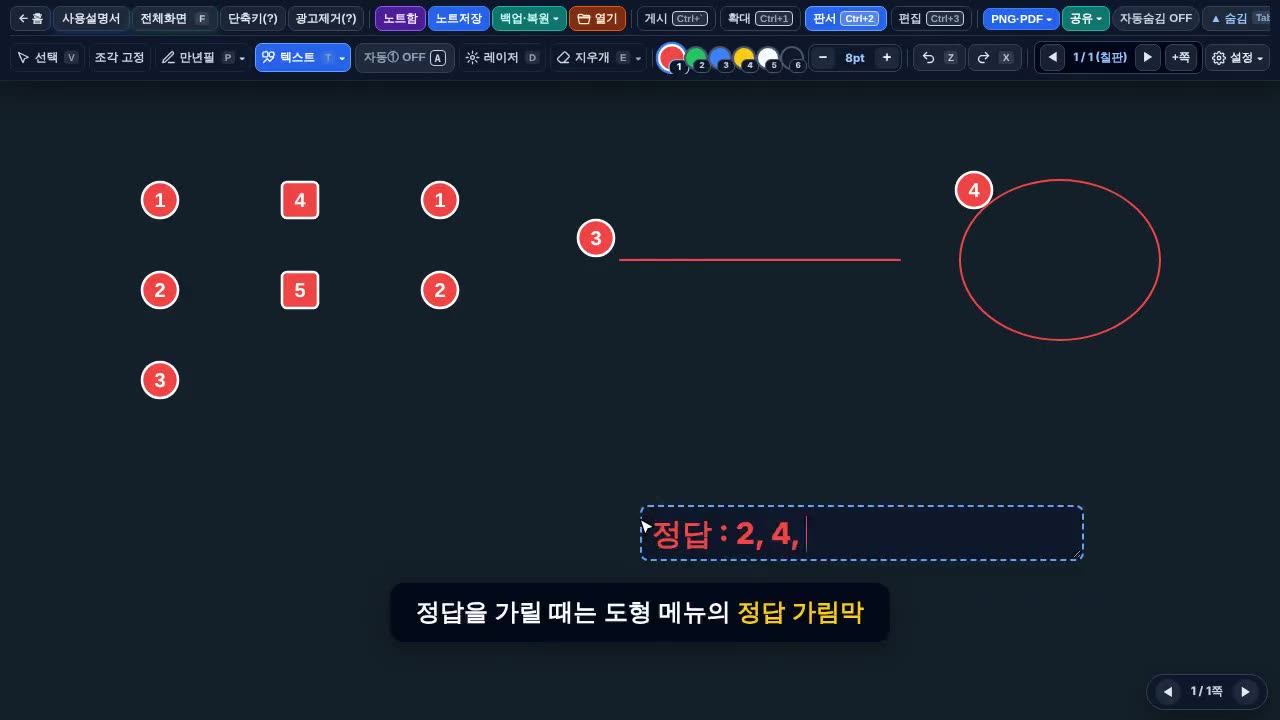 ← 홈 사용설명서 전체화면 F 단축키(?) 광고제거(?) 노트함 노트저장 백업·복원 열기 게시 Ctrl+` 확대 Ctrl+1 판서 Ctrl+2 편집 Ctrl+3 PNG·PDF 공유 자동숨김 OFF ▲ 숨김 Tab
선택 V 조각 고정 만년필 P 텍스트 T 자동① OFF A 레이저 D 지우개 E 1 2 3 4 5 6 − 8pt + Z X ◀ 1 / 1 (칠판) ▶ +쪽 설정
1 4 1 3 4
2 5 2
3
정답 : 2, 4,
정답을 가릴 때는 도형 메뉴의 정답 가림막
◀ 1 / 1쪽 ▶